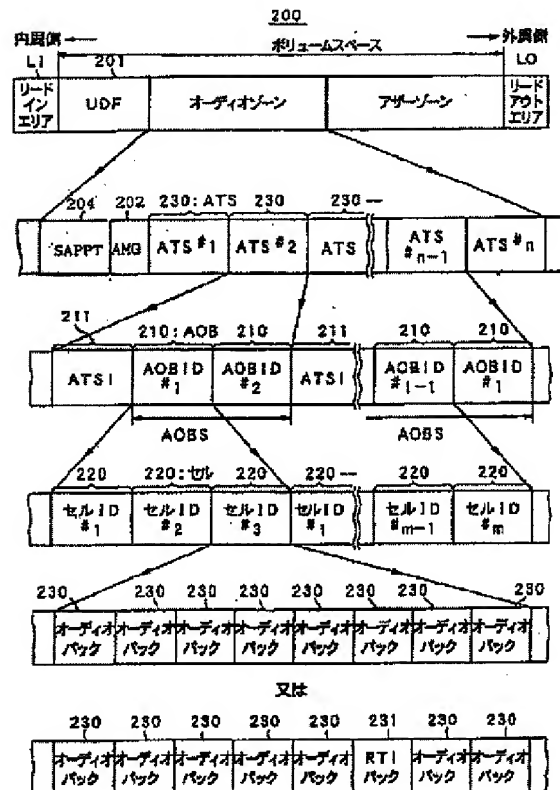 200
内周側 ← ボリュームスペース → 外周側
LI 201 LO
リードインエリア UDF オーディオゾーン アザーゾーン リードアウトエリア
204 202 230:ATS 230 230—
SAPPT AMG ATS #1 ATS #2 ATS ATS #n-1 ATS #n
211 210:AOB 210 211 210 210
ATSI AOBID #1 AOBID #2 ATSI AOBID #l-1 AOBID #l
AOBS AOBS
220 220:セル 220 220— 220 220
セルID #1 セルID #2 セルID #3 セルID #1 セルID #m-1 セルID #m
230 230 230 230 230 230 230 230
オーディオパック オーディオパック オーディオパック オーディオパック オーディオパック オーディオパック オーディオパック オーディオパック
又は
230 230 230 230 230 231 230 230
オーディオパック オーディオパック オーディオパック オーディオパック オーディオパック RTIパック オーディオパック オーディオパック